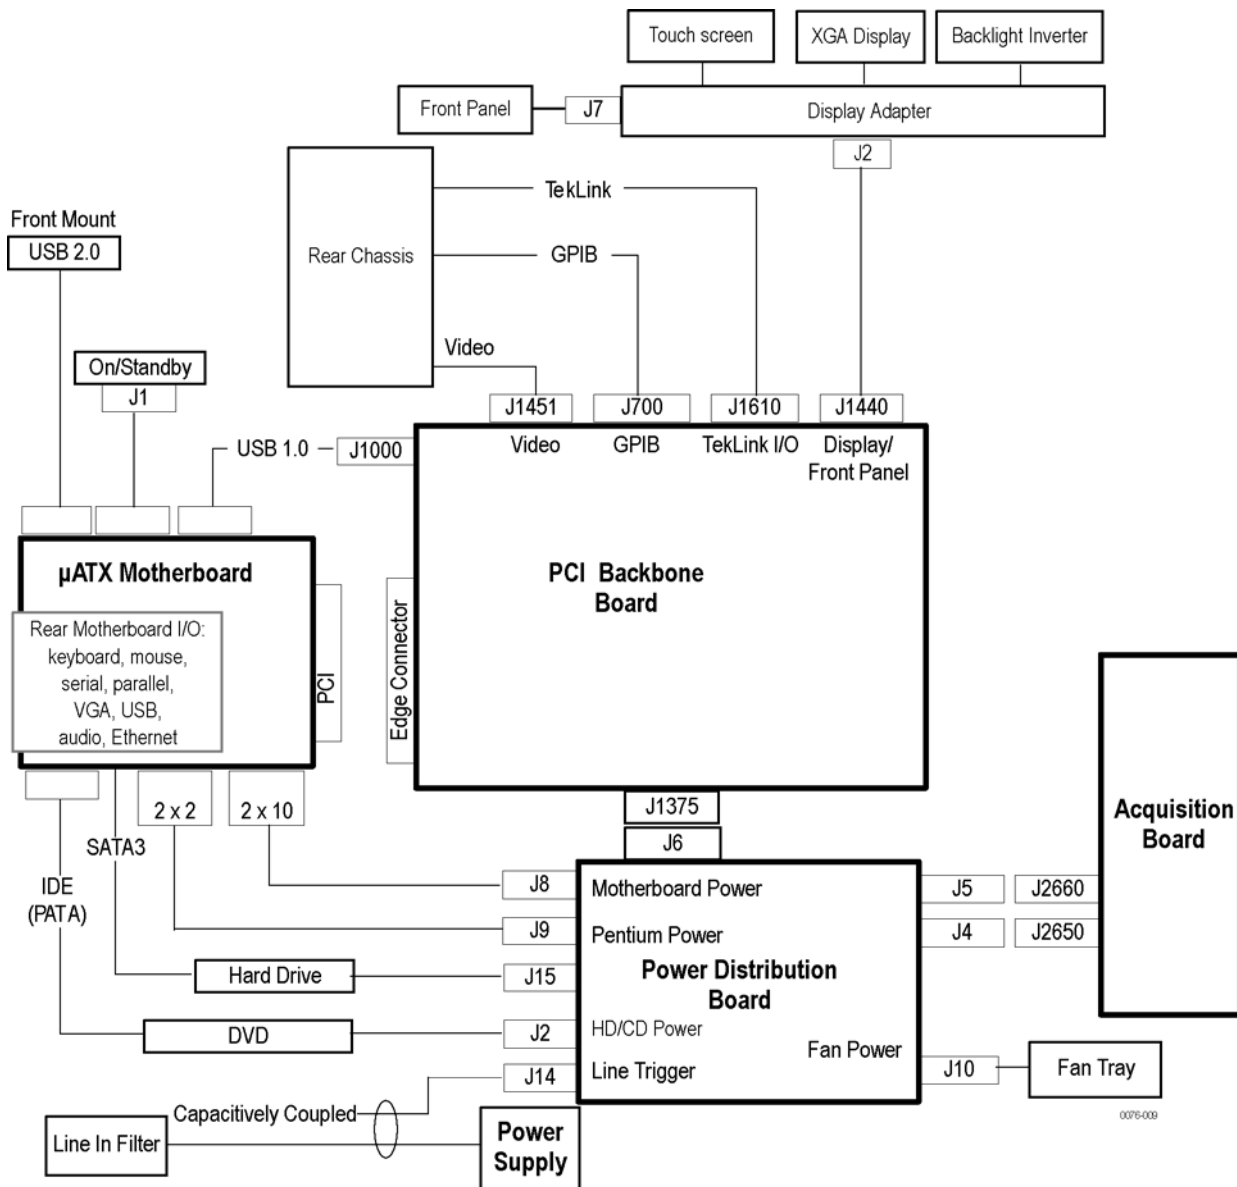 Touch screen
XGA Display
Backlight Inverter
Front Panel
J7
Display Adapter
J2
TekLink
Front Mount
USB 2.0
Rear Chassis
GPIB
Video
On/Standby
J1
J1451
J700
J1610
J1440
USB 1.0
J1000
Video
GPIB
TekLink I/O
Display/
Front Panel
µATX Motherboard
PCI Backbone
Board
Rear Motherboard I/O:
keyboard, mouse,
serial, parallel,
VGA, USB,
audio, Ethernet
PCI
Edge Connector
2 x 2
2 x 10
J1375
J6
Acquisition
Board
SATA3
IDE
(PATA)
J8
Motherboard Power
J5
J2660
J9
Pentium Power
J4
J2650
Hard Drive
J15
Power Distribution
Board
DVD
J2
HD/CD Power
Fan Power
J14
Line Trigger
J10
Fan Tray
Capacitively Coupled
Line In Filter
Power
Supply
0076-009